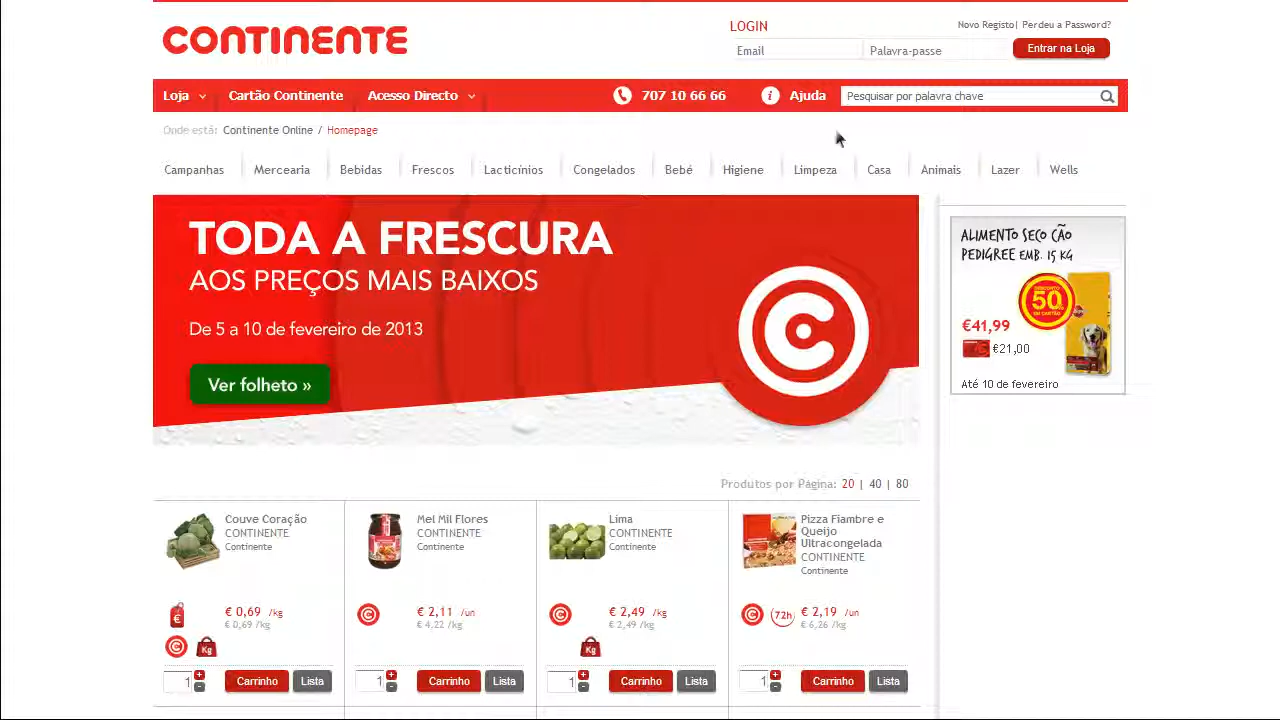 CONTINENTE
LOGIN
Novo Registo| Perdeu a Password?
Email
Palavra-passe
Entrar na Loja
Loja
Cartão Continente
Acesso Directo
707 10 66 66
i
Ajuda
Pesquisar por palavra chave
Onde está: Continente Online / Homepage
Campanhas
Mercearia
Bebidas
Frescos
Lacticínios
Congelados
Bebé
Higiene
Limpeza
Casa
Animais
Lazer
Wells
TODA A FRESCURA
AOS PREÇOS MAIS BAIXOS
De 5 a 10 de fevereiro de 2013
Ver folheto »
C
ALIMENTO SECO CÃO
PEDIGREE EMB. 15 KG
DESCONTO
50%
EM CARTÃO
€41,99
€21,00
Até 10 de fevereiro
Produtos por Página: 20 | 40 | 80
Couve Coração
CONTINENTE
Continente
€ 0,69 /kg
€ 0,69 /kg
€
C
Kg
1
+
-
Carrinho
Lista
Mel Mil Flores
CONTINENTE
Continente
C
€ 2,11 /un
€ 4,22 /kg
1
+
-
Carrinho
Lista
Lima
CONTINENTE
Continente
C
€ 2,49 /kg
€ 2,49 /kg
Kg
1
+
-
Carrinho
Lista
Pizza Fiambre e
Queijo
Ultracongelada
CONTINENTE
Continente
C
72h
€ 2,19 /un
€ 6,26 /kg
1
+
-
Carrinho
Lista